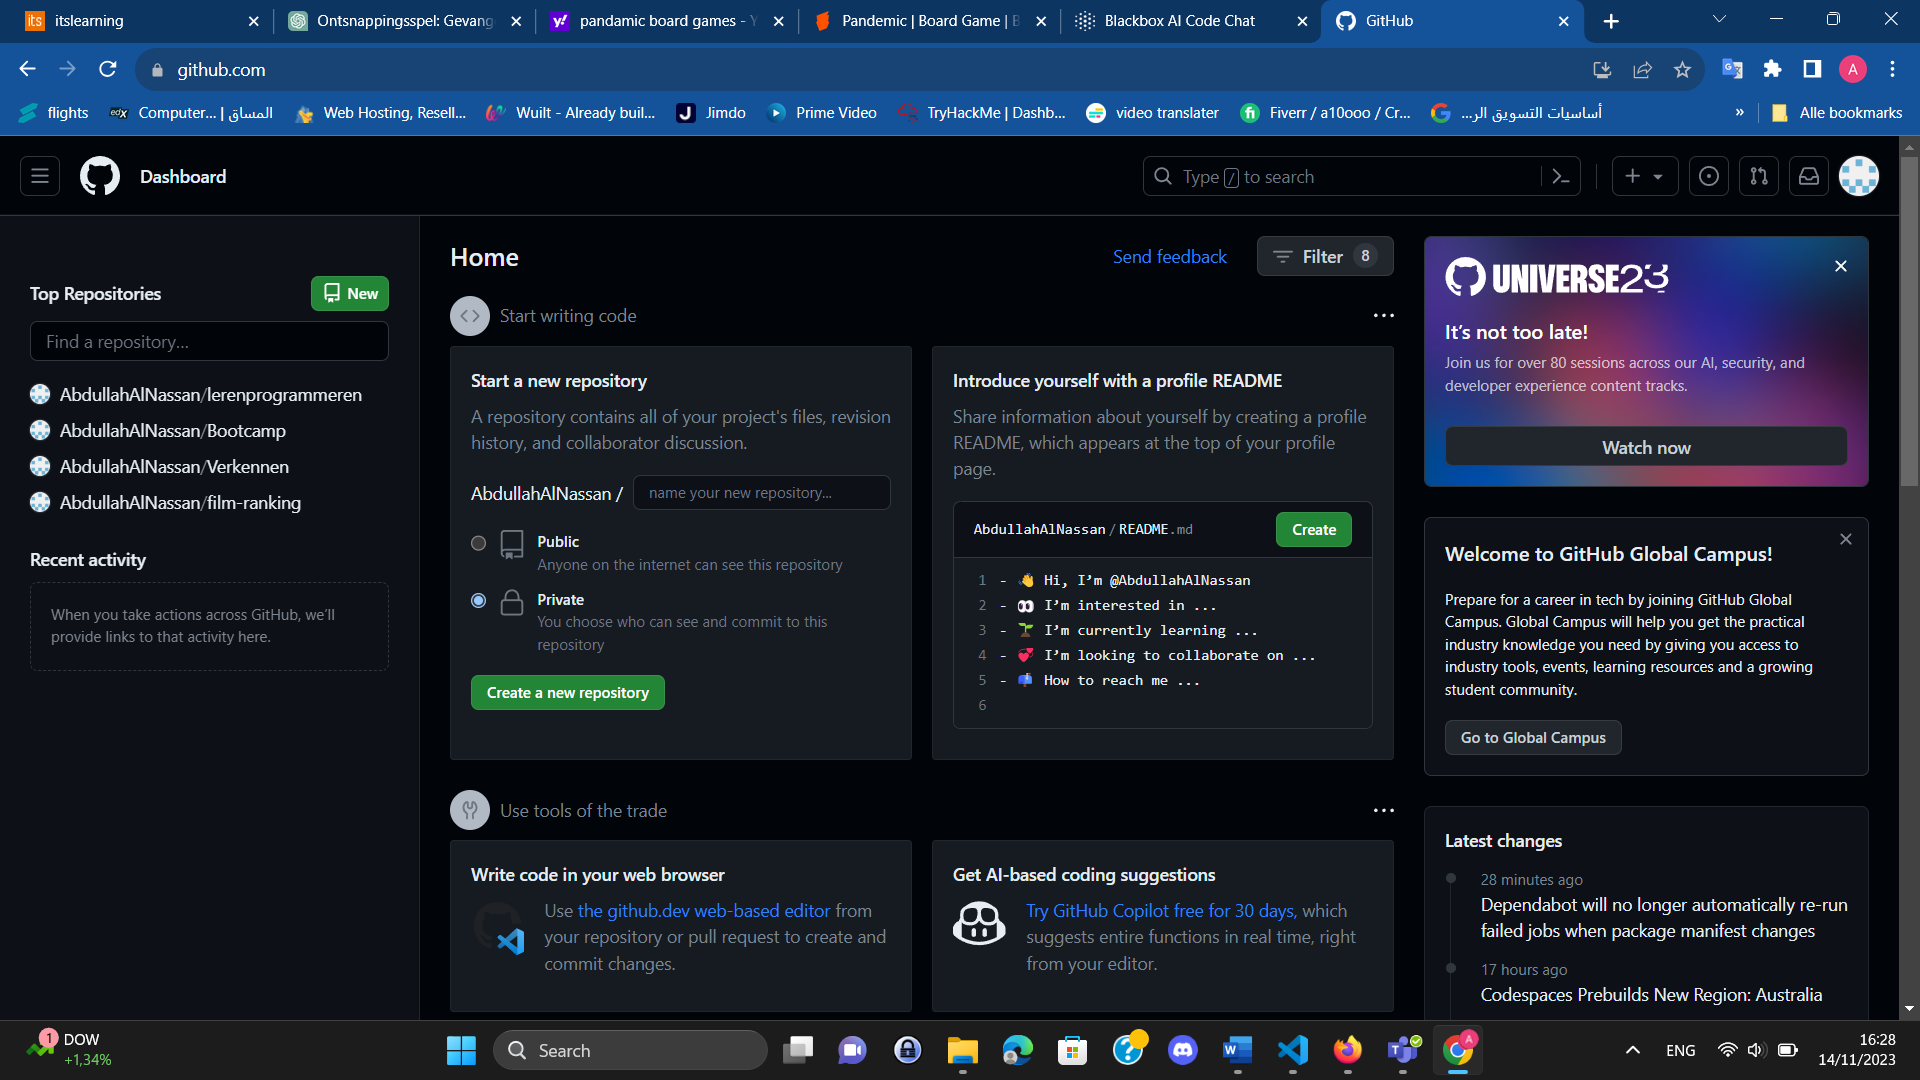 itslearning
Ontsnappingsspel: Gevang
pandamic board games - Y
Pandemic | Board Game | B
Blackbox AI Code Chat
GitHub
github.com
flights
Computer... | المساق
Web Hosting, Resell...
Wuilt - Already buil...
Jimdo
Prime Video
TryHackMe | Dashb...
video translater
Fiverr / a10ooo / Cr...
أساسيات التسويق الر...
»
Alle bookmarks
Dashboard
Type / to search
Top Repositories
New
Find a repository...
AbdullahAlNassan/lerenprogrammeren
AbdullahAlNassan/Bootcamp
AbdullahAlNassan/Verkennen
AbdullahAlNassan/film-ranking
Recent activity
When you take actions across GitHub, we’ll
provide links to that activity here.
Home
Send feedback
Filter 8
Start writing code
Start a new repository
A repository contains all of your project's files, revision
history, and collaborator discussion.
AbdullahAlNassan /
name your new repository...
Public
Anyone on the internet can see this repository
Private
You choose who can see and commit to this
repository
Create a new repository
Introduce yourself with a profile README
Share information about yourself by creating a profile
README, which appears at the top of your profile
page.
AbdullahAlNassan / README.md
Create
1 - 👋 Hi, I’m @AbdullahAlNassan
2 - 👀 I’m interested in ...
3 - 🌱 I’m currently learning ...
4 - 💞️ I’m looking to collaborate on ...
5 - 📫 How to reach me ...
6
Use tools of the trade
Write code in your web browser
Use the github.dev web-based editor from
your repository or pull request to create and
commit changes.
Get AI-based coding suggestions
Try GitHub Copilot free for 30 days, which
suggests entire functions in real time, right
from your editor.
UNIVERSE23
It’s not too late!
Join us for over 80 sessions across our AI, security, and
developer experience content tracks.
Watch now
Welcome to GitHub Global Campus!
Prepare for a career in tech by joining GitHub Global
Campus. Global Campus will help you get the practical
industry knowledge you need by giving you access to
industry tools, events, learning resources and a growing
student community.
Go to Global Campus
Latest changes
28 minutes ago
Dependabot will no longer automatically re-run
failed jobs when package manifest changes
17 hours ago
Codespaces Prebuilds New Region: Australia
1
DOW
+1,34%
Search
ENG
16:28
14/11/2023